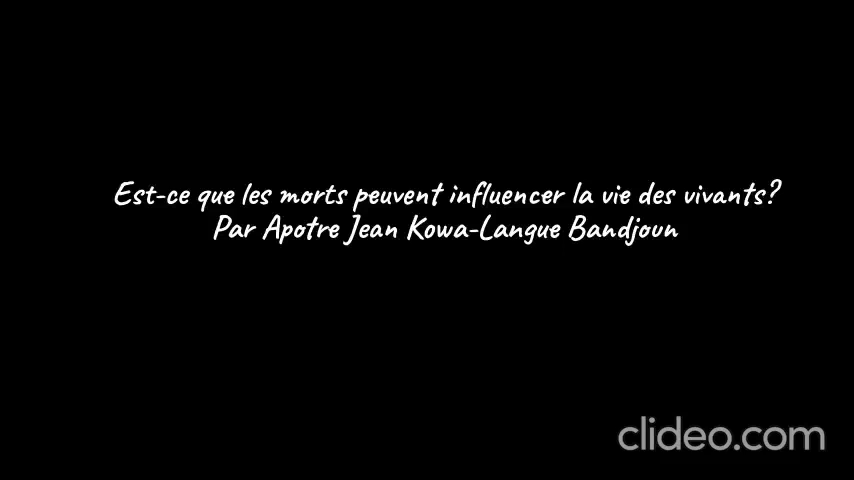 Est-ce que les morts peuvent influencer la vie des vivants?
Par Apotre Jean Kowa-Langue Bandjoun
clideo.com